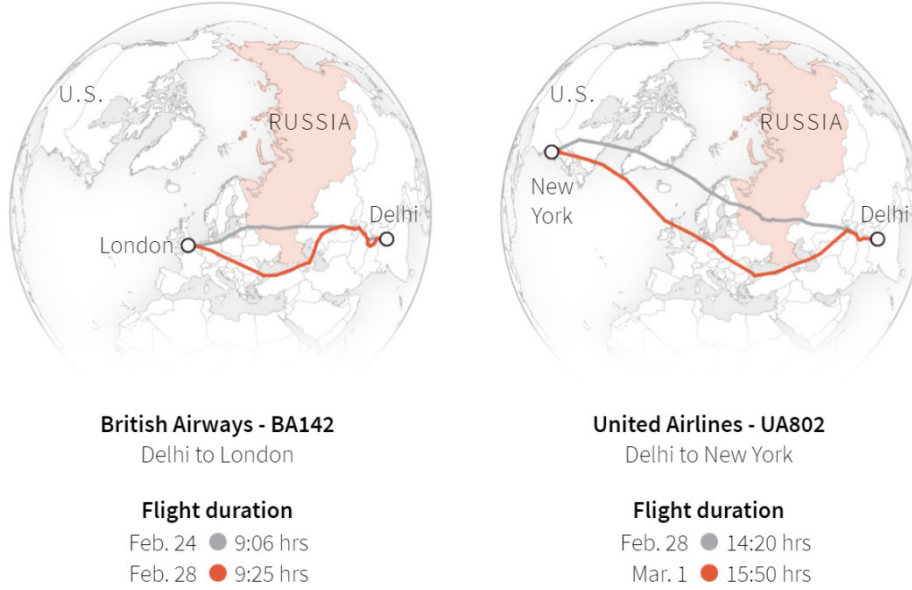 U.S.
RUSSIA
London
Delhi
British Airways - BA142
Delhi to London
Flight duration
Feb. 24 9:06 hrs
Feb. 28 9:25 hrs
U.S.
RUSSIA
New
York
Delhi
United Airlines - UA802
Delhi to New York
Flight duration
Feb. 28 14:20 hrs
Mar. 1 15:50 hrs